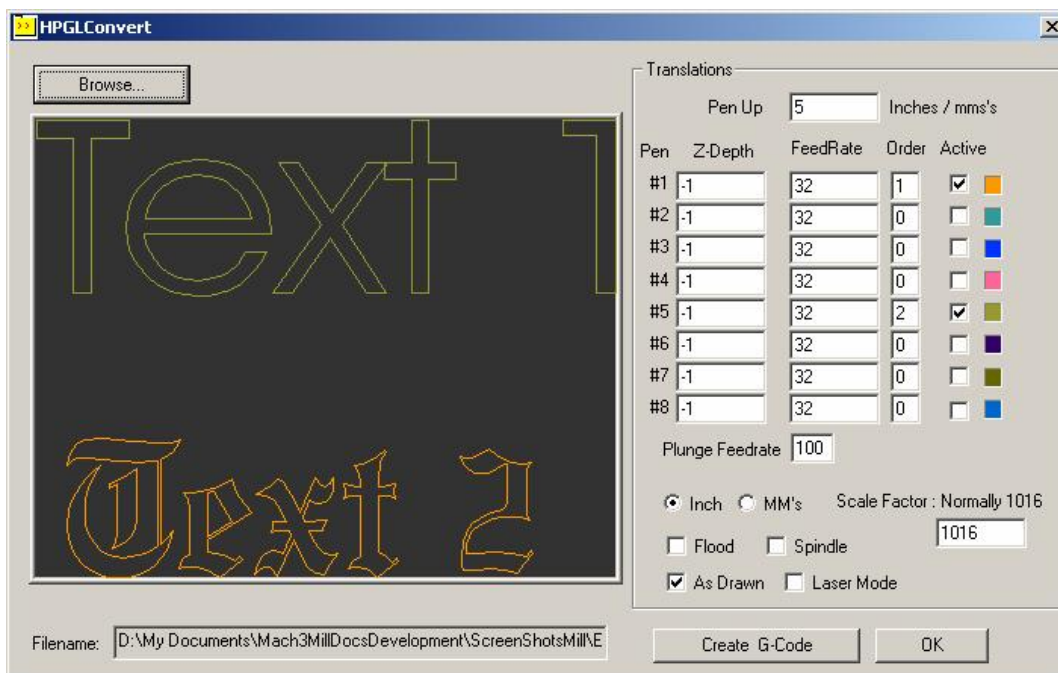 HPGLConvert
Browse...
Text T
Text 2
Translations
Pen Up 5 Inches / mms's
Pen Z-Depth FeedRate Order Active
#1 -1 32 1
#2 -1 32 0
#3 -1 32 0
#4 -1 32 0
#5 -1 32 2
#6 -1 32 0
#7 -1 32 0
#8 -1 32 0
Plunge Feedrate 100
Inch MM's Scale Factor : Normally 1016
1016
Flood Spindle
As Drawn Laser Mode
Filename: D:\My Documents\Mach3MillDocsDevelopment\ScreenShotsMill\E
Create G-Code OK